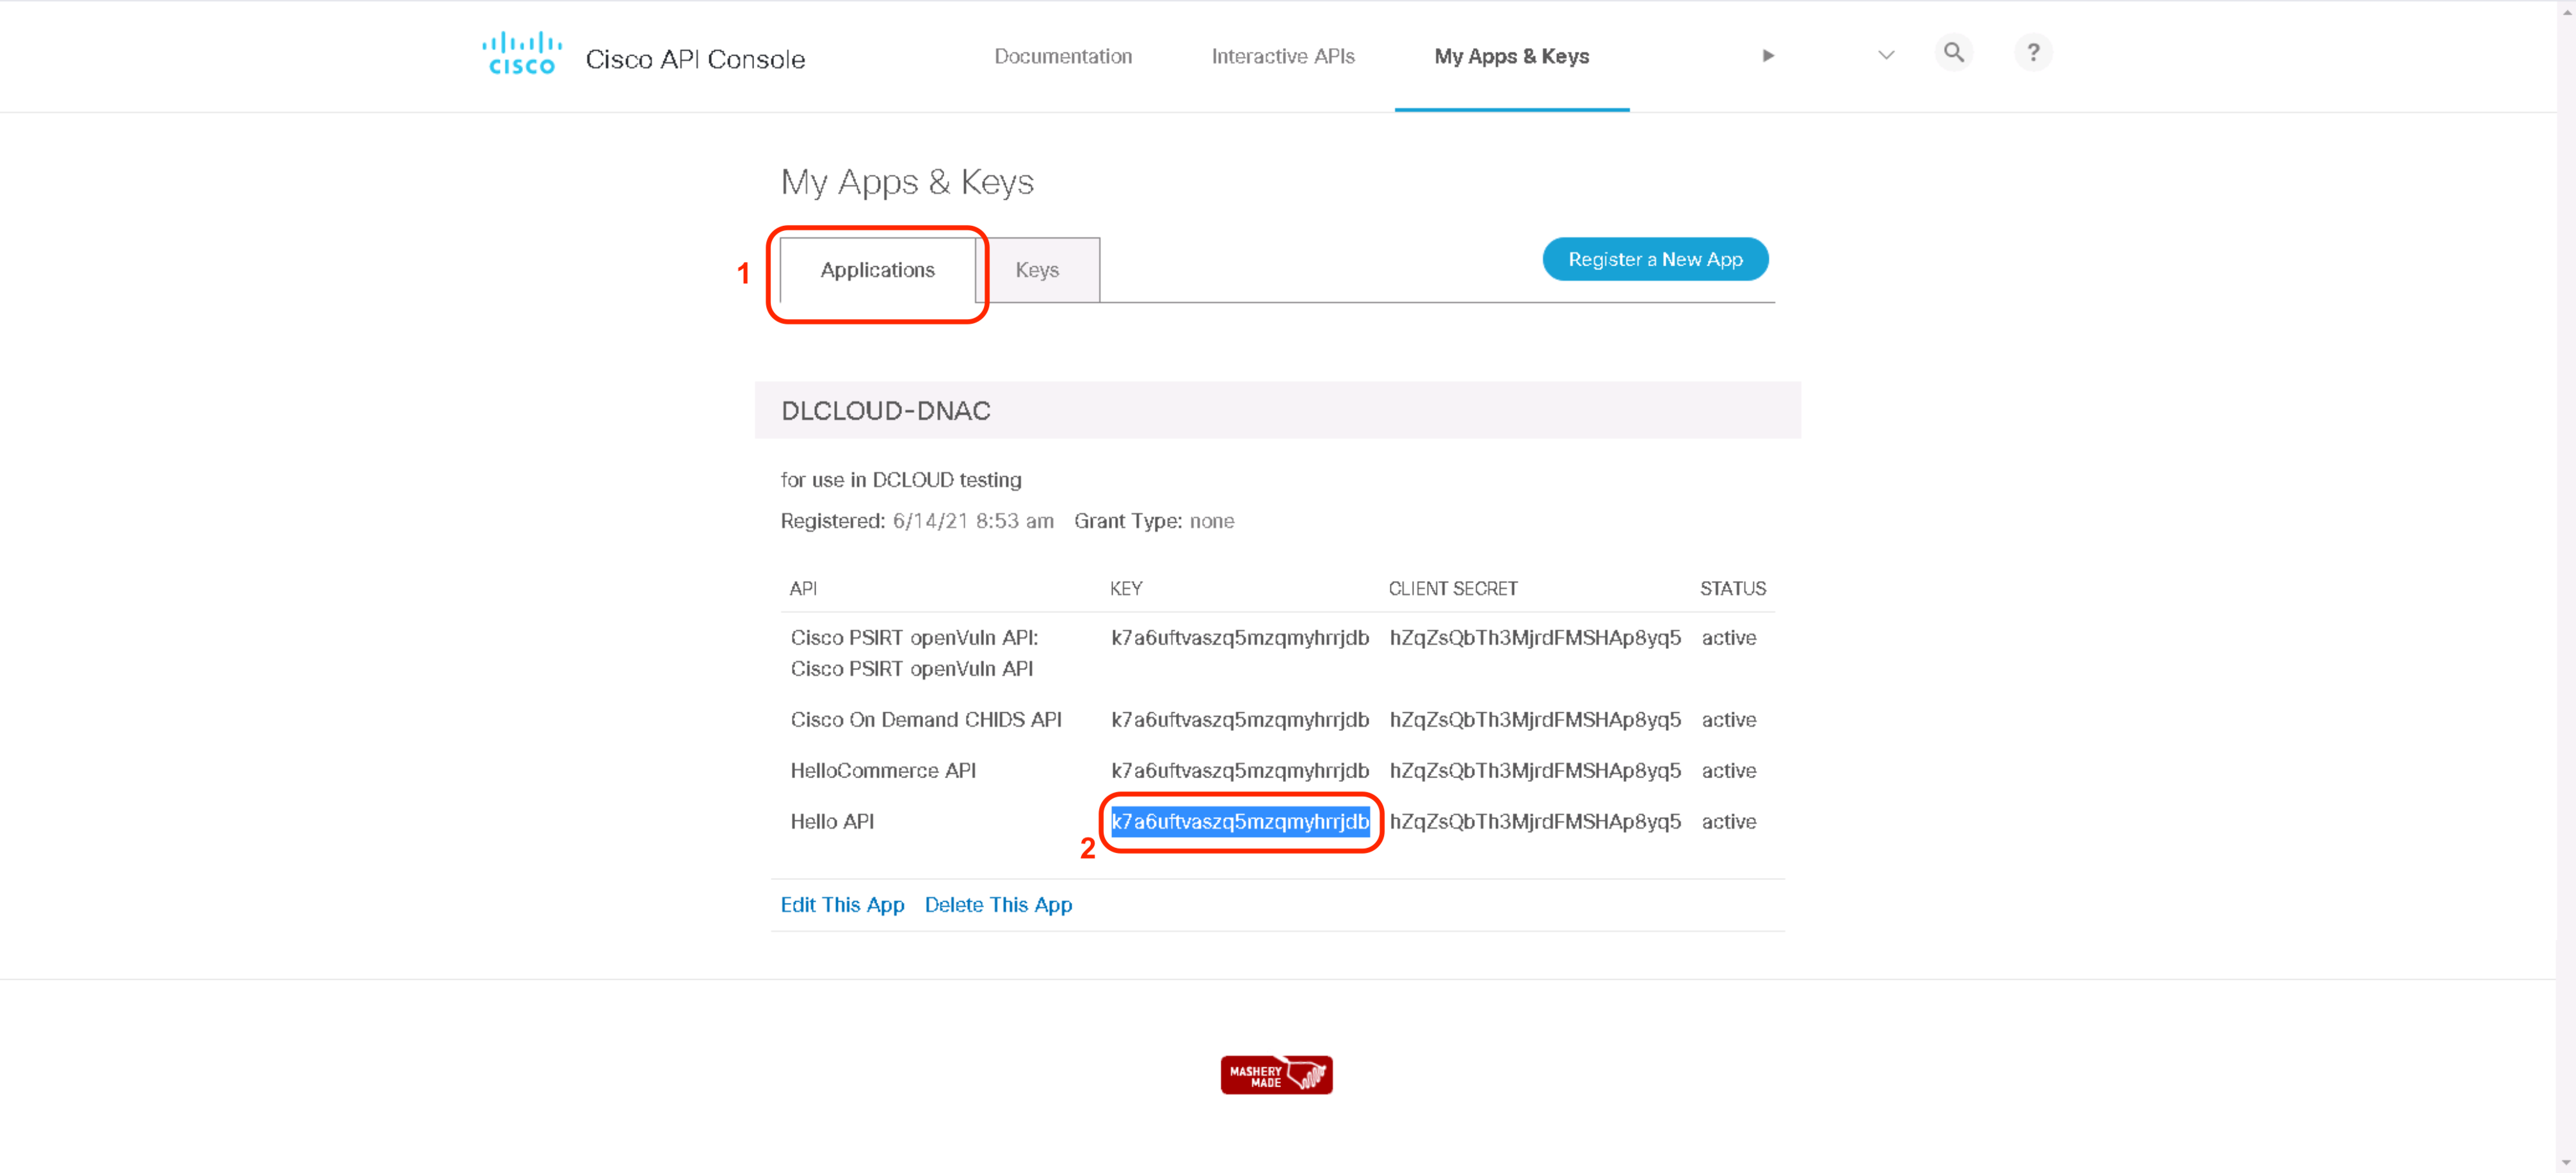 CISCO
Cisco API Console
Documentation
Interactive APIs
My Apps & Keys
?
My Apps & Keys
1
Applications
Keys
Register a New App
DLCLOUD-DNAC
for use in DCLOUD testing
Registered: 6/14/21 8:53 am Grant Type: none
API KEY CLIENT SECRET STATUS
Cisco PSIRT openVuln API: k7a6uftvaszq5mzqmyhrrjdb hZqZsQbTh3MjrdFMSHAp8yq5 active
Cisco PSIRT openVuln API
Cisco On Demand CHIDS API k7a6uftvaszq5mzqmyhrrjdb hZqZsQbTh3MjrdFMSHAp8yq5 active
HelloCommerce API k7a6uftvaszq5mzqmyhrrjdb hZqZsQbTh3MjrdFMSHAp8yq5 active
Hello API k7a6uftvaszq5mzqmyhrrjdb hZqZsQbTh3MjrdFMSHAp8yq5 active
2
Edit This App Delete This App
MASHERY
MADE